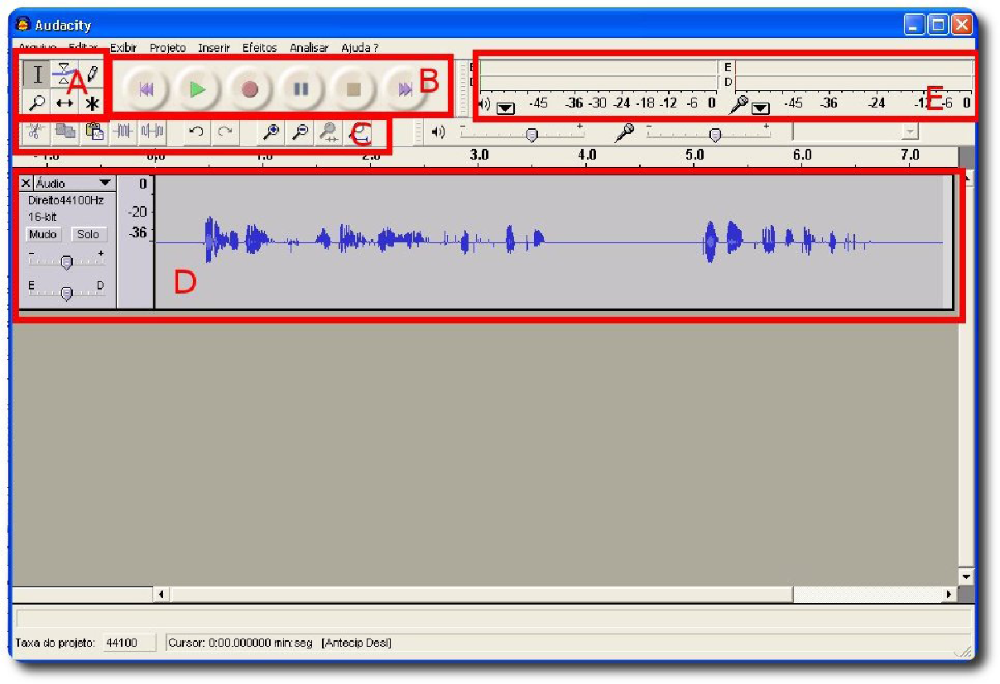 Audacity
Arquivo Editar Exibir Projeto Inserir Efeitos Analisar Ajuda ?
A
B
E
D
-45 -36 -30 -24 -18 -12 -6 0
E
D
-45 -36 -24 -12 -6 0
E
C
- 1.0 0,0 1.0 2.0 3.0 4.0 5.0 6.0 7.0
Áudio
Direito44100Hz
16-bit
Mudo Solo
- +
E D
0
-20
-36
D
Taxa do projeto: 44100 Cursor: 0:00.000000 min:seg [Antecip Desl]